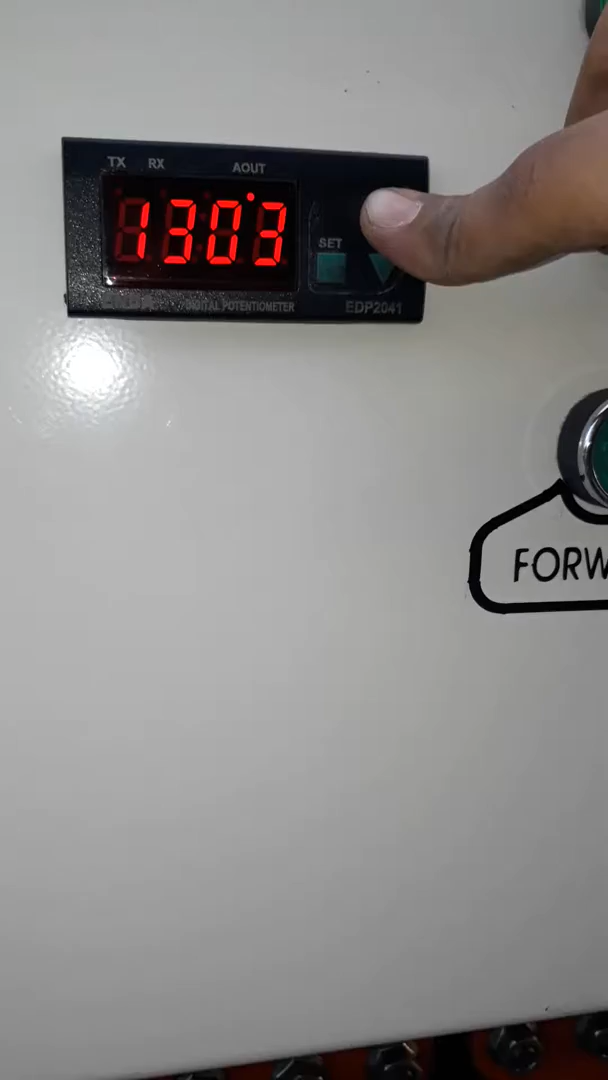 TX RX AOUT
1303
SET
DIGITAL POTENTIOMETER EDP2041
FORW